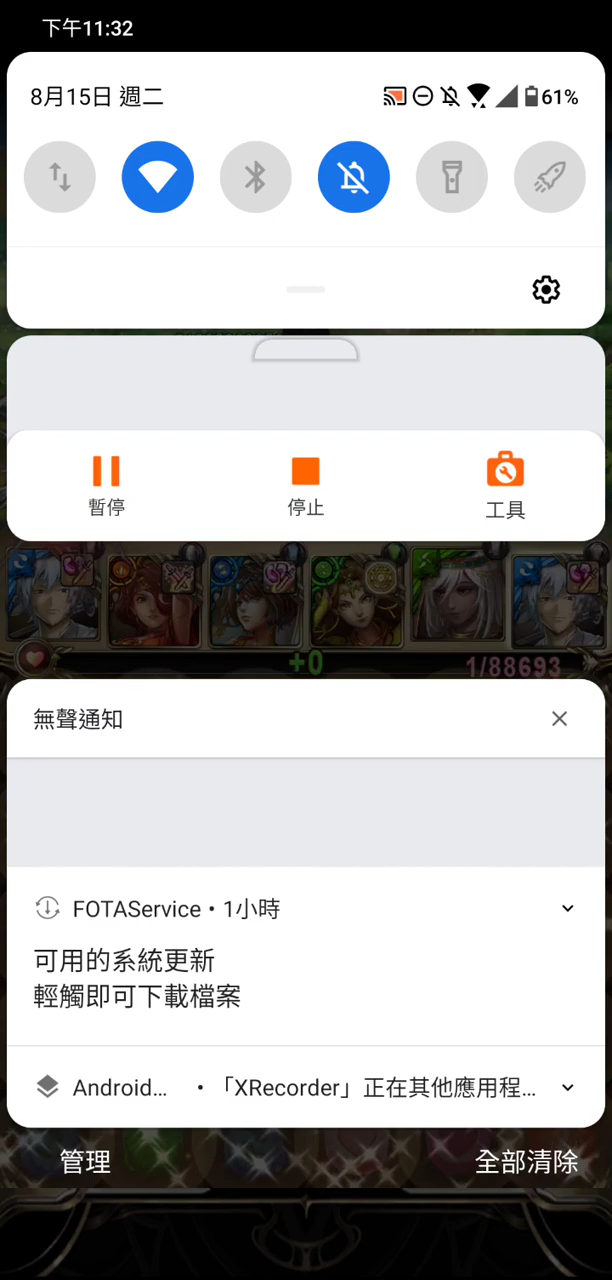 下午11:32
8月15日 週二
61%
暫停
停止
工具
+0
1/88693
無聲通知
FOTAService • 1小時
可用的系統更新
輕觸即可下載檔案
Android… • 「XRecorder」正在其他應用程…
管理
全部清除